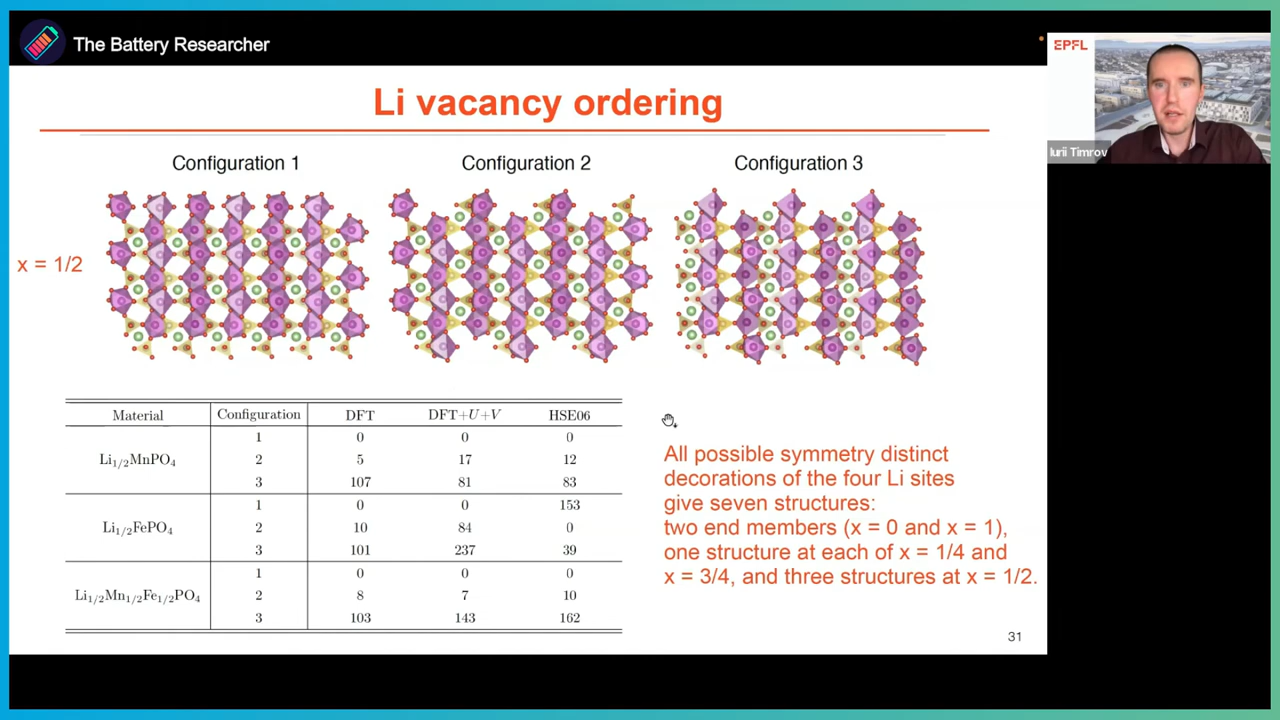 The Battery Researcher
EPFL
Iurii Timrov
Li vacancy ordering
Configuration 1 Configuration 2 Configuration 3
x = 1/2
Material Configuration DFT DFT+U+V HSE06
1 0 0 0
Li1/2MnPO4 2 5 17 12
3 107 81 83
1 0 0 153
Li1/2FePO4 2 10 84 0
3 101 237 39
1 0 0 0
Li1/2Mn1/2Fe1/2PO4 2 8 7 10
3 103 143 162
All possible symmetry distinct
decorations of the four Li sites
give seven structures:
two end members (x = 0 and x = 1),
one structure at each of x = 1/4 and
x = 3/4, and three structures at x = 1/2.
31